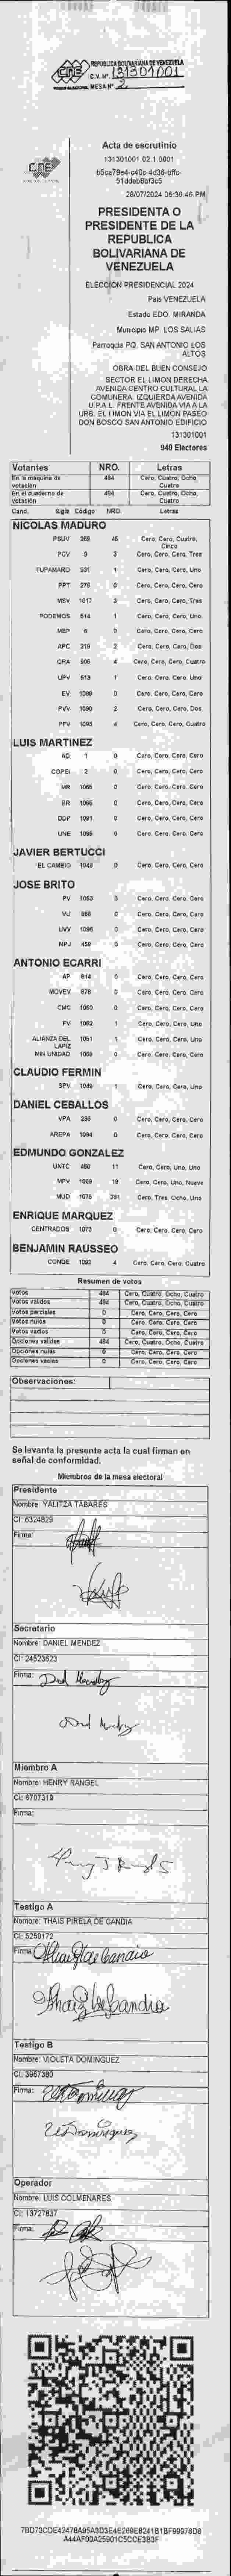 CNE
REPUBLICA BOLIVARIANA DE VENEZUELA
C.V. Nº 131301001
MESA Nº 2
Acta de escrutinio
131301001.02.1.0001
28/07/2024 06:36:46 PM
PRESIDENTA O
PRESIDENTE DE LA
REPUBLICA
BOLIVARIANA DE
VENEZUELA
ELECCION PRESIDENCIAL 2024
Pais VENEZUELA
Estado EDO. MIRANDA
Municipio MP. LOS SALIAS
Parroquia PQ. SAN ANTONIO LOS
ALTOS
OBRA DEL BUEN CONSEJO
SECTOR EL LIMON DERECHA
AVENIDA CENTRO CULTURAL LA
COMUNERA. IZQUIERDA AVENIDA
U.P.A.L. FRENTE AVENIDA VIA A LA
URB. EL LIMON VIA EL LIMON PASEO
DON BOSCO SAN ANTONIO EDIFICIO
131301001
940 Electores
Votantes NRO. Letras
En la máquina de votación 484 Cero, Cuatro, Ocho, Cuatro
En el cuaderno de votación 484 Cero, Cuatro, Ocho, Cuatro
Cand. Sigla Código NRO. Letras
NICOLAS MADURO
PSUV 268 45 Cero, Cero, Cuatro, Cinco
PCV 9 3 Cero, Cero, Cero, Tres
TUPAMARO 931 1 Cero, Cero, Cero, Uno
PPT 276 0 Cero, Cero, Cero, Cero
MSV 1017 3 Cero, Cero, Cero, Tres
PODEMOS 514 1 Cero, Cero, Cero, Uno
MEP 6 0 Cero, Cero, Cero, Cero
APC 219 2 Cero, Cero, Cero, Dos
ORA 906 4 Cero, Cero, Cero, Cuatro
UPV 513 1 Cero, Cero, Cero, Uno
EV 1089 0 Cero, Cero, Cero, Cero
PVV 1090 2 Cero, Cero, Cero, Dos
PFV 1093 4 Cero, Cero, Cero, Cuatro
LUIS MARTINEZ
AD 1 0 Cero, Cero, Cero, Cero
COPEI 2 0 Cero, Cero, Cero, Cero
MR 1065 0 Cero, Cero, Cero, Cero
BR 1066 0 Cero, Cero, Cero, Cero
DDP 1091 0 Cero, Cero, Cero, Cero
UNE 1095 0 Cero, Cero, Cero, Cero
JAVIER BERTUCCI
EL CAMBIO 1048 0 Cero, Cero, Cero, Cero
JOSE BRITO
PV 1053 0 Cero, Cero, Cero, Cero
VU 958 0 Cero, Cero, Cero, Cero
UVV 1096 0 Cero, Cero, Cero, Cero
MPJ 458 0 Cero, Cero, Cero, Cero
ANTONIO ECARRI
AP 914 0 Cero, Cero, Cero, Cero
MOVEV 876 0 Cero, Cero, Cero, Cero
CMC 1050 0 Cero, Cero, Cero, Cero
FV 1062 1 Cero, Cero, Cero, Uno
ALIANZA DEL LAPIZ 1051 1 Cero, Cero, Cero, Uno
MIN UNIDAD 1069 0 Cero, Cero, Cero, Cero
CLAUDIO FERMIN
SPV 1049 1 Cero, Cero, Cero, Uno
DANIEL CEBALLOS
VPA 236 0 Cero, Cero, Cero, Cero
AREPA 1094 0 Cero, Cero, Cero, Cero
EDMUNDO GONZALEZ
UNTC 480 11 Cero, Cero, Uno, Uno
MPV 1069 19 Cero, Cero, Uno, Nueve
MUD 1075 381 Cero, Tres, Ocho, Uno
ENRIQUE MARQUEZ
CENTRADOS 1073 0 Cero, Cero, Cero, Cero
BENJAMIN RAUSSEO
CONDE 1092 4 Cero, Cero, Cero, Cuatro
Resumen de votos
Votos 484 Cero, Cuatro, Ocho, Cuatro
Votos válidos 484 Cero, Cuatro, Ocho, Cuatro
Votos parciales 0 Cero, Cero, Cero, Cero
Votos nulos 0 Cero, Cero, Cero, Cero
Votos vacíos 0 Cero, Cero, Cero, Cero
Opciones válidas 484 Cero, Cuatro, Ocho, Cuatro
Opciones nulas 0 Cero, Cero, Cero, Cero
Opciones vacías 0 Cero, Cero, Cero, Cero
Observaciones:
Se levanta la presente acta la cual firman en
señal de conformidad.
Miembros de la mesa electoral
Presidente
Nombre: YALITZA TABARES
CI: 6324829
Firma:
Secretario
Nombre: DANIEL MENDEZ
CI: 24523623
Firma:
Miembro A
Nombre: HENRY RANGEL
CI: 6707319
Firma:
Testigo A
Nombre: THAIS PIRELA DE CANDIA
CI: 5250172
Firma:
Testigo B
Nombre: VIOLETA DOMINGUEZ
CI: 3967380
Firma:
Operador
Nombre: LUIS COLMENARES
CI: 13727837
Firma: